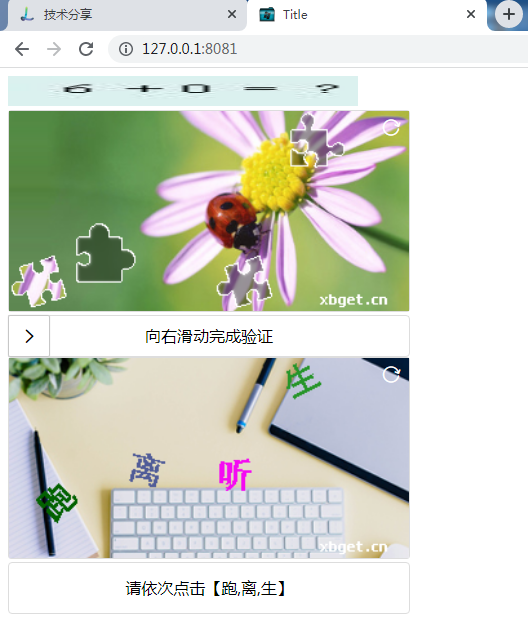 技术分享
Title
127.0.0.1:8081
6 + 0 = ?
xbget.cn
向右滑动完成验证
生
离
听
跑
xbget.cn
请依次点击【跑,离,生】